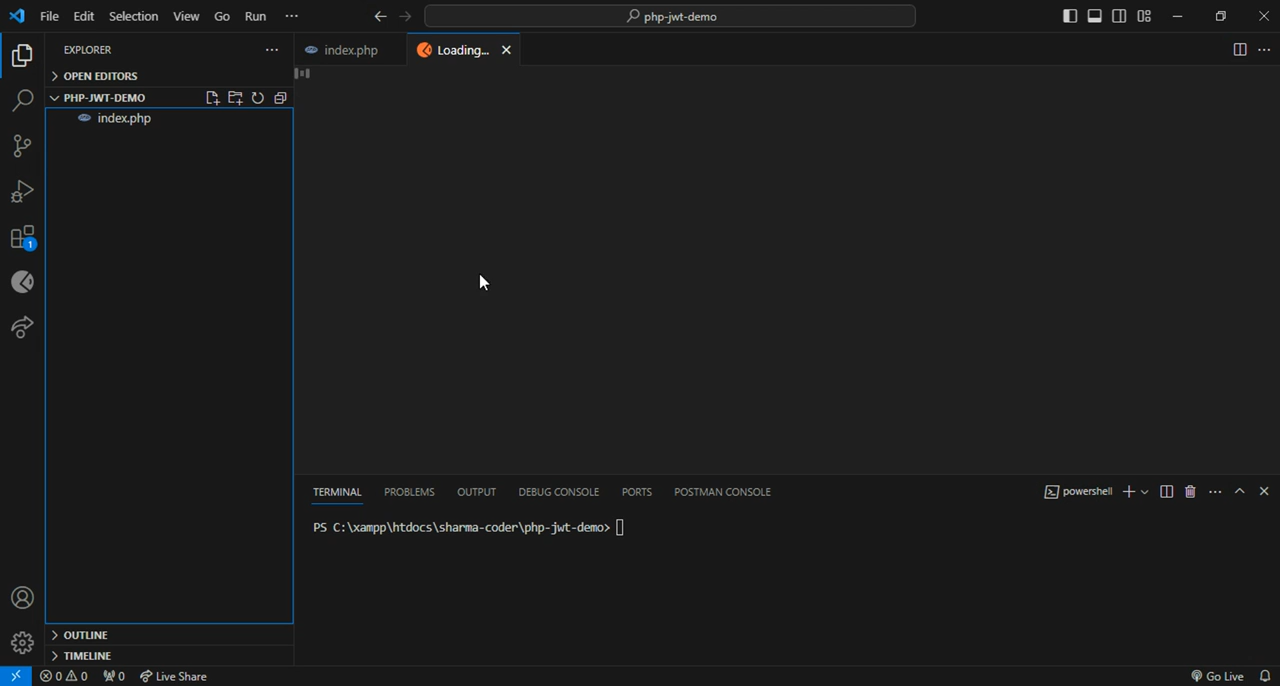 File Edit Selection View Go Run ···
php-jwt-demo
EXPLORER ···
index.php Loading...
OPEN EDITORS
PHP-JWT-DEMO
index.php
1
TERMINAL PROBLEMS OUTPUT DEBUG CONSOLE PORTS POSTMAN CONSOLE
powershell
PS C:\xampp\htdocs\sharma-coder\php-jwt-demo>
OUTLINE
TIMELINE
0 0 0 Live Share Go Live